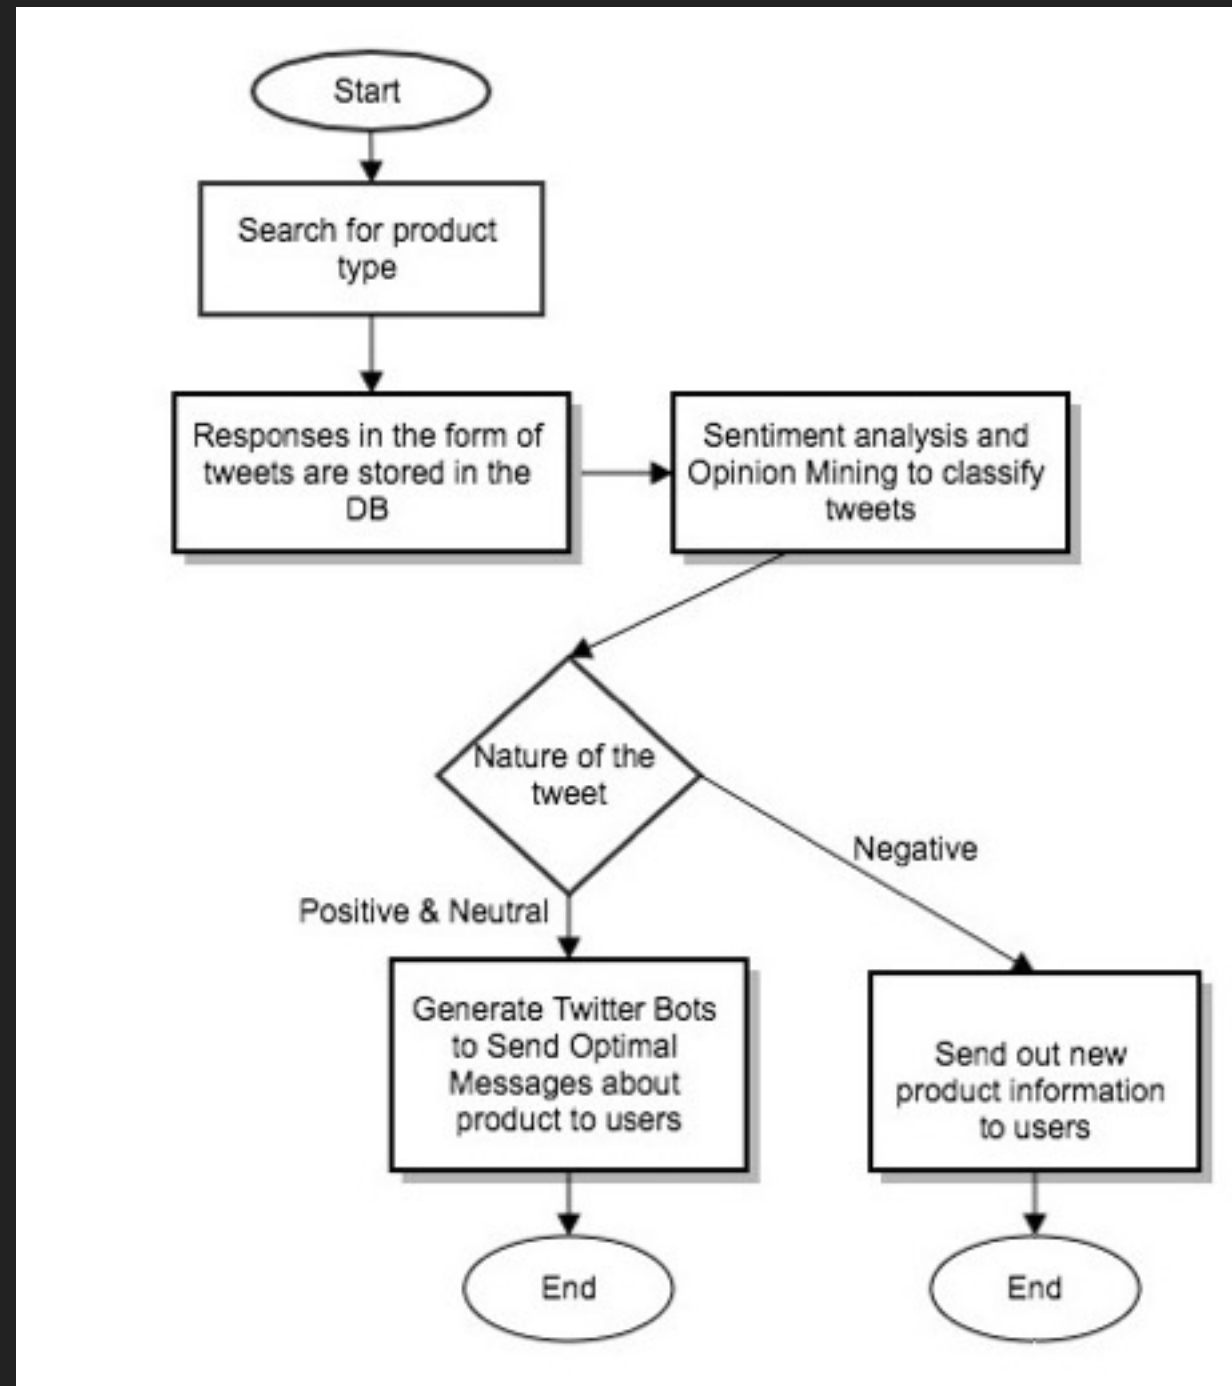 Start
Search for product
type
Responses in the form of
tweets are stored in the
DB
Sentiment analysis and
Opinion Mining to classify
tweets
Nature of the
tweet
Negative
Positive & Neutral
Generate Twitter Bots
to Send Optimal
Messages about
product to users
Send out new
product information
to users
End
End